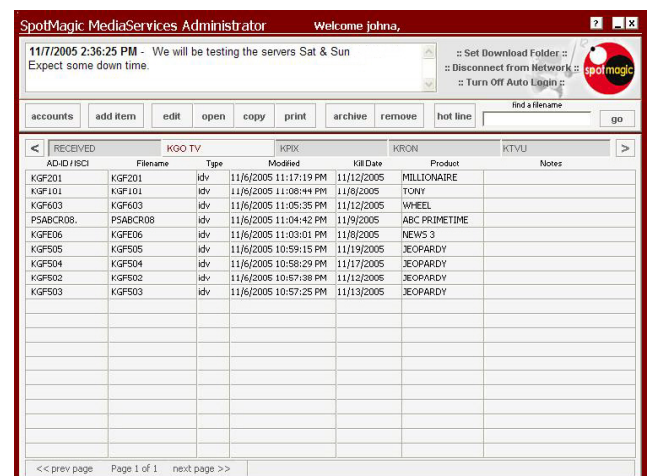 SpotMagic MediaServices Administrator Welcome johna, ? _ X
11/7/2005 2:36:25 PM - We will be testing the servers Sat & Sun
Expect some down time.
:: Set Download Folder ::
:: Disconnect from Network ::
:: Turn Off Auto Login ::
spotmagic
accounts add item edit open copy print archive remove hot line find a filename go
< RECEIVED KGO TV KPIX KRON KTVU >
AD-ID / ISCI Filename Type Modified Kill Date Product Notes
KGF201 KGF201 idv 11/6/2005 11:17:19 PM 11/12/2005 MILLIONAIRE
KGF101 KGF101 idv 11/6/2005 11:08:44 PM 11/8/2005 TONY
KGF603 KGF603 idv 11/6/2005 11:05:35 PM 11/12/2005 WHEEL
PSABCR08. PSABCR08 idv 11/6/2005 11:04:42 PM 11/9/2005 ABC PRIMETIME
KGFE06 KGFE06 idv 11/6/2005 11:03:01 PM 11/8/2005 NEWS 3
KGF505 KGF505 idv 11/6/2005 10:59:15 PM 11/19/2005 JEOPARDY
KGF504 KGF504 idv 11/6/2005 10:58:29 PM 11/17/2005 JEOPARDY
KGF502 KGF502 idv 11/6/2005 10:57:38 PM 11/12/2005 JEOPARDY
KGF503 KGF503 idv 11/6/2005 10:57:25 PM 11/13/2005 JEOPARDY
<< prev page Page 1 of 1 next page >>